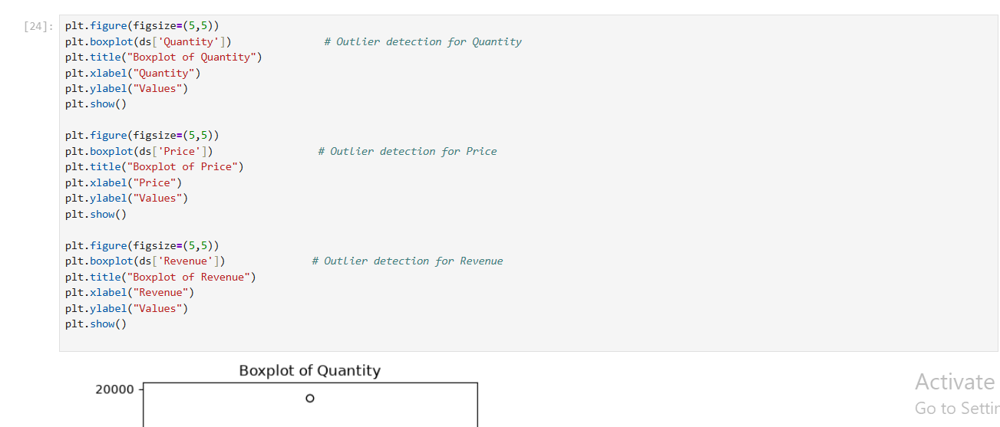 [24]:
plt.figure(figsize=(5,5))
plt.boxplot(ds['Quantity']) # Outlier detection for Quantity
plt.title("Boxplot of Quantity")
plt.xlabel("Quantity")
plt.ylabel("Values")
plt.show()
plt.figure(figsize=(5,5))
plt.boxplot(ds['Price']) # Outlier detection for Price
plt.title("Boxplot of Price")
plt.xlabel("Price")
plt.ylabel("Values")
plt.show()
plt.figure(figsize=(5,5))
plt.boxplot(ds['Revenue']) # Outlier detection for Revenue
plt.title("Boxplot of Revenue")
plt.xlabel("Revenue")
plt.ylabel("Values")
plt.show()
Boxplot of Quantity
20000
Activate
Go to Settin